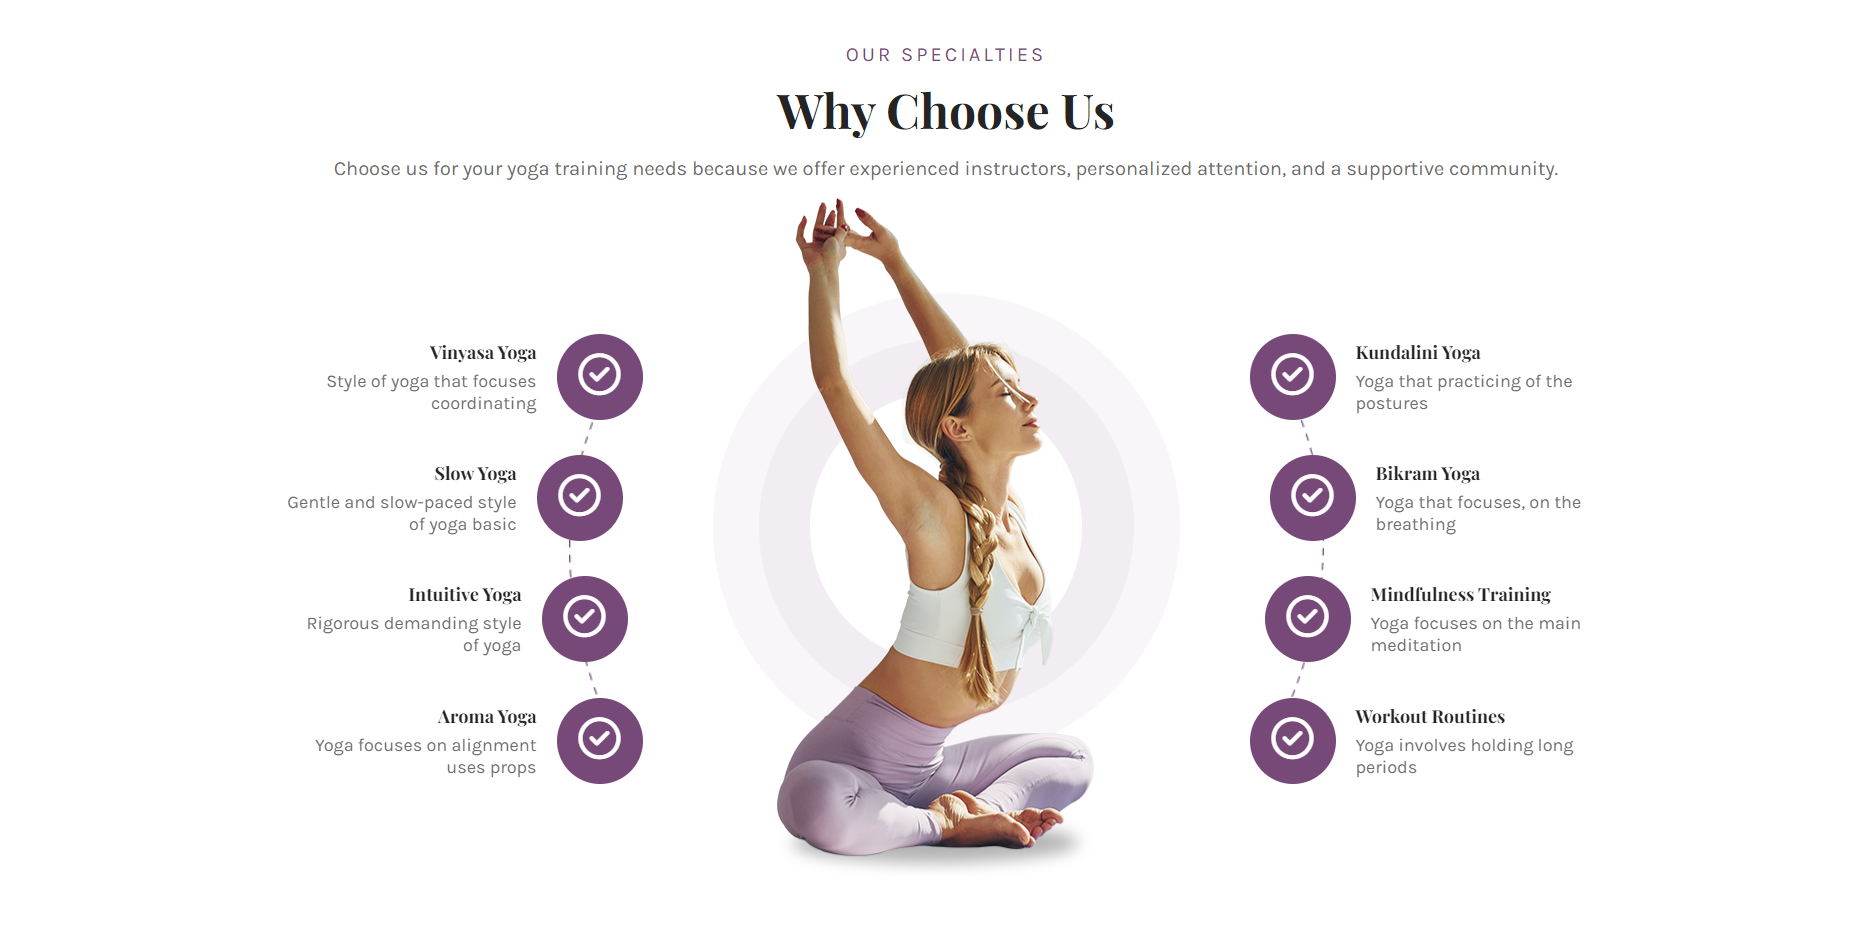 OUR SPECIALTIES
Why Choose Us
Choose us for your yoga training needs because we offer experienced instructors, personalized attention, and a supportive community.
Vinyasa Yoga
Style of yoga that focuses
coordinating
Slow Yoga
Gentle and slow-paced style
of yoga basic
Intuitive Yoga
Rigorous demanding style
of yoga
Aroma Yoga
Yoga focuses on alignment
uses props
Kundalini Yoga
Yoga that practicing of the
postures
Bikram Yoga
Yoga that focuses, on the
breathing
Mindfulness Training
Yoga focuses on the main
meditation
Workout Routines
Yoga involves holding long
periods